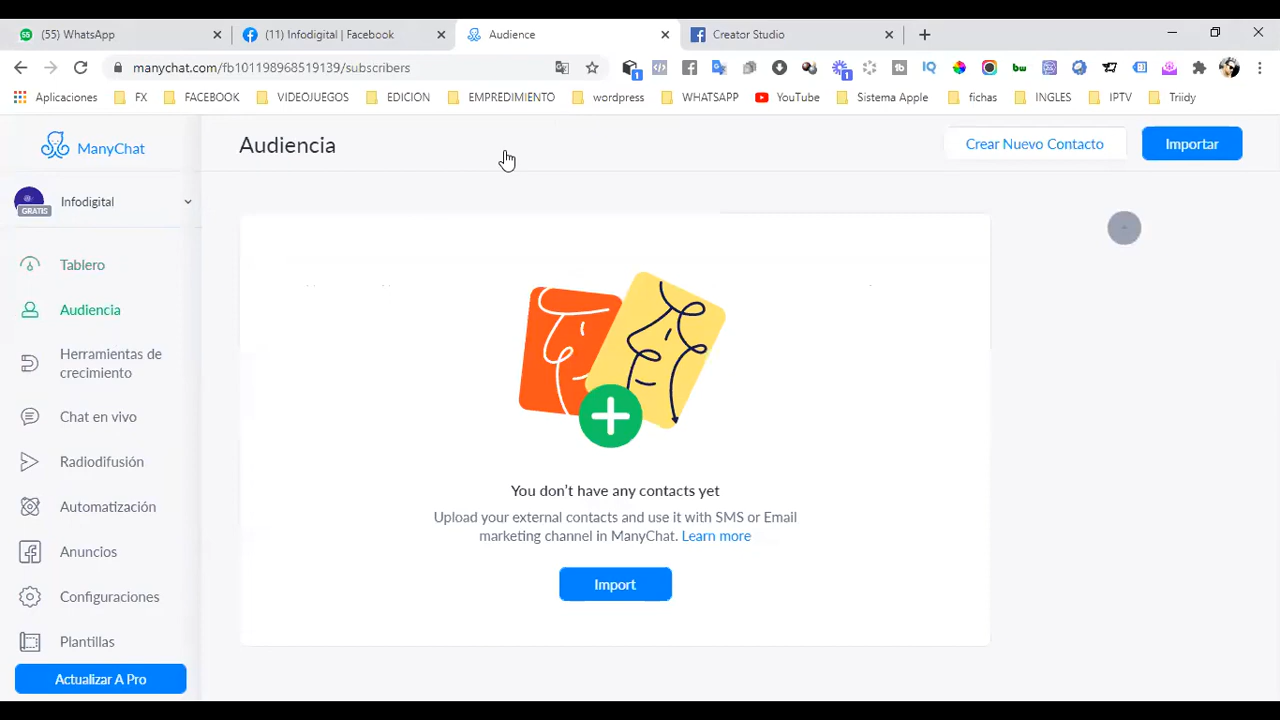 (55) WhatsApp
(11) Infodigital | Facebook
Audience
Creator Studio
manychat.com/fb101198968519139/subscribers
Aplicaciones FX FACEBOOK VIDEOJUEGOS EDICION EMPREDIMIENTO wordpress WHATSAPP YouTube Sistema Apple fichas INGLES IPTV Triidy
ManyChat
Audiencia
Crear Nuevo Contacto
Importar
Infodigital
GRATIS
Tablero
Audiencia
Herramientas de
crecimiento
Chat en vivo
Radiodifusión
Automatización
Anuncios
Configuraciones
Plantillas
Actualizar A Pro
You don't have any contacts yet
Upload your external contacts and use it with SMS or Email
marketing channel in ManyChat. Learn more
Import